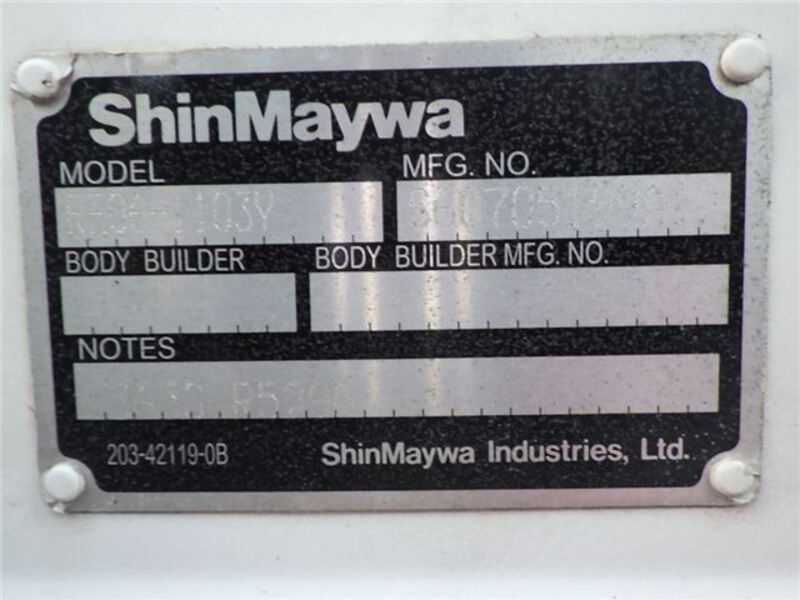 ShinMaywa
MODEL MFG. NO.
BODY BUILDER BODY BUILDER MFG. NO.
NOTES
203-42119-0B ShinMaywa Industries, Ltd.